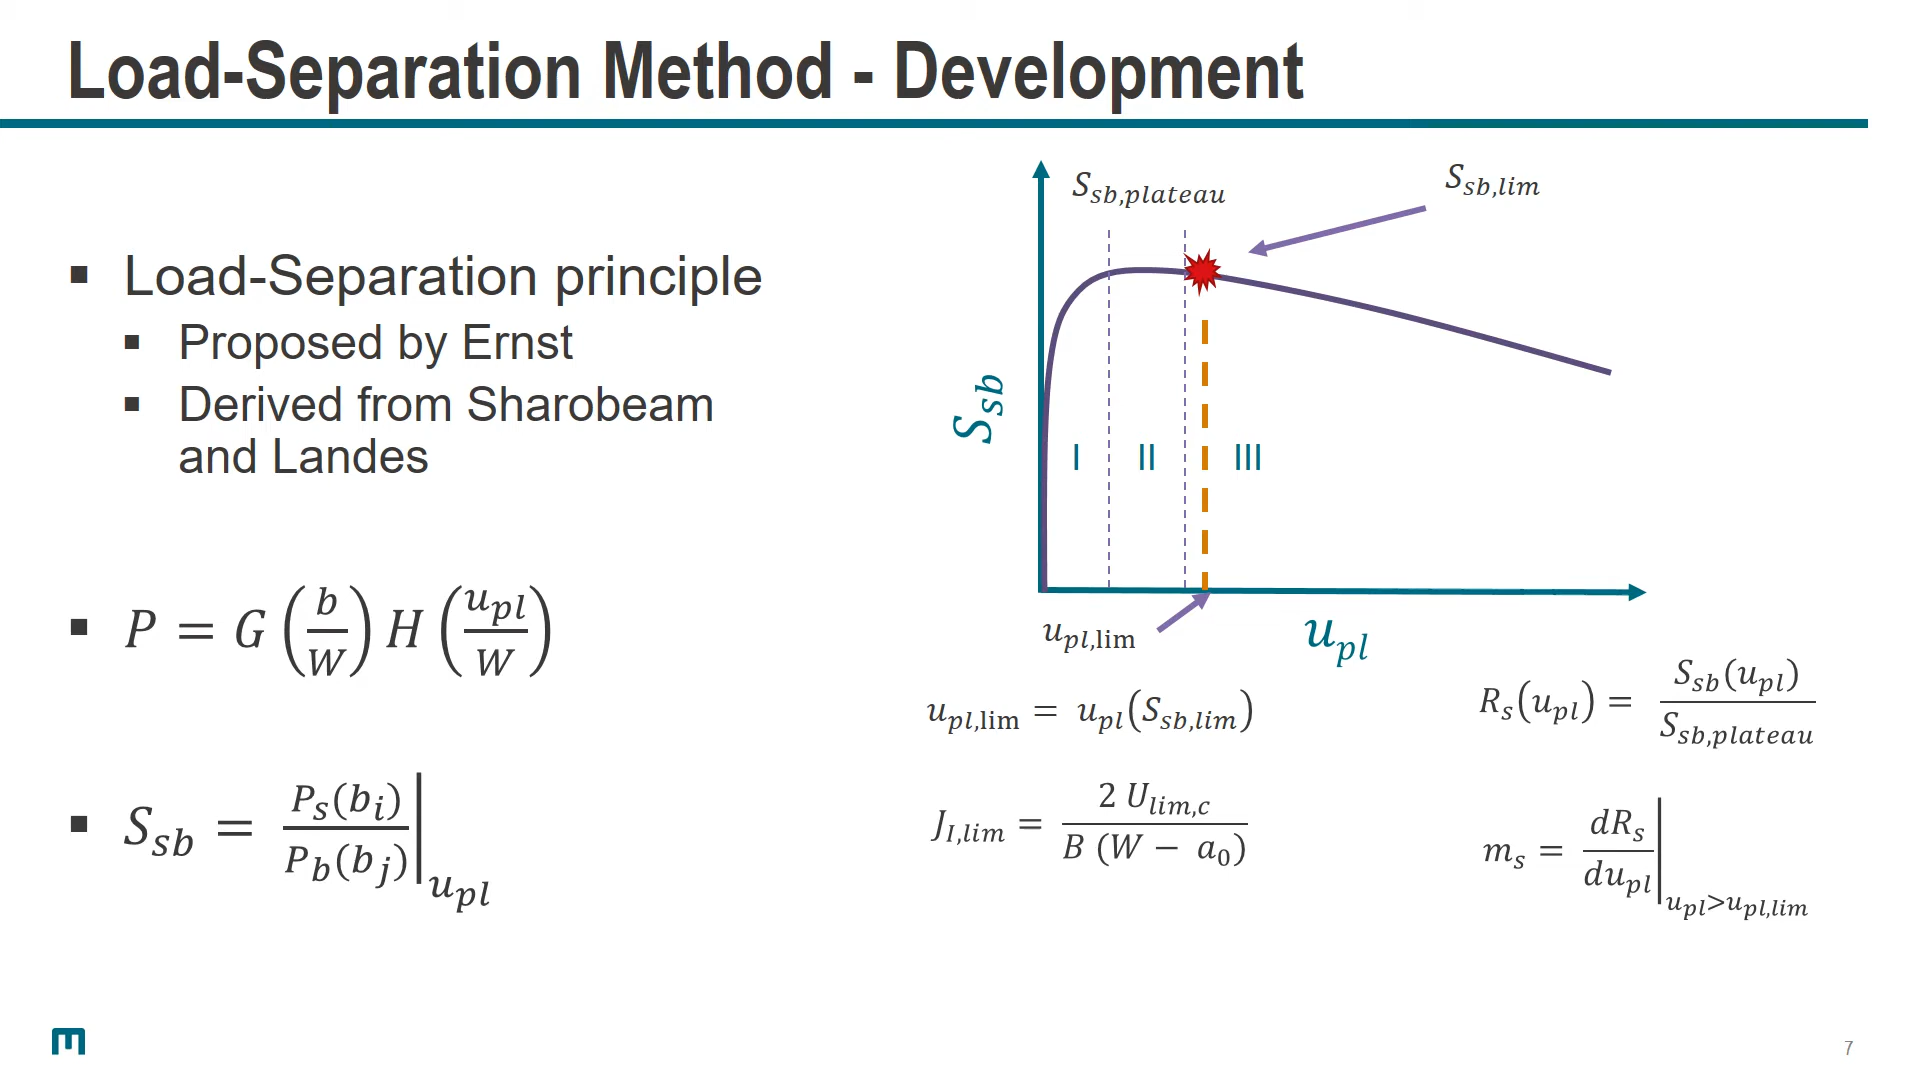 Load-Separation Method - Development
▪ Load-Separation principle
▪ Proposed by Ernst
▪ Derived from Sharobeam
and Landes
▪ P = G (b/W) H (u_pl/W)
▪ S_sb = P_s(b_i)/P_b(b_j)|_u_pl
S_sb,plateau
S_sb,lim
S_sb
I II III
u_pl,lim
u_pl
u_pl,lim = u_pl(S_sb,lim)
R_s(u_pl) = S_sb(u_pl)/S_sb,plateau
J_I,lim = 2 U_lim,c/B (W − a_0)
m_s = dR_s/du_pl|_u_pl>u_pl,lim
7